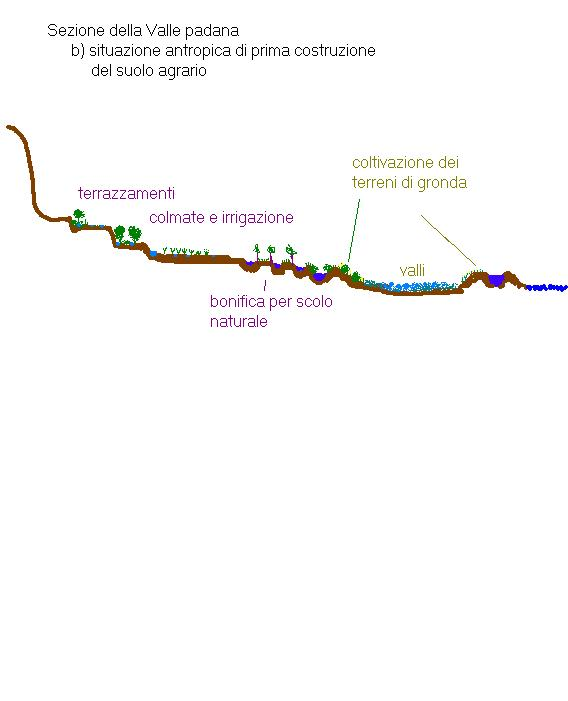 Sezione della Valle padana
b) situazione antropica di prima costruzione
del suolo agrario
coltivazione dei
terreni di gronda
terrazzamenti
colmate e irrigazione
valli
bonifica per scolo
naturale